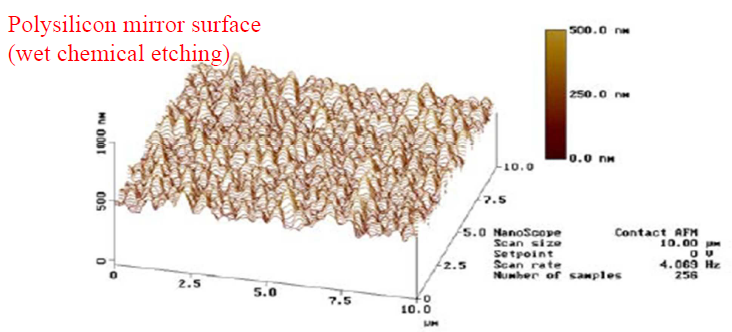 Polysilicon mirror surface
(wet chemical etching)
500.0 nm
250.0 nm
0.0 nm
1000 nm
500
0
0
2.5
5.0
7.5
10.0
μm
0
2.5
5.0
7.5
10.0
NanoScope Contact AFM
Scan size 10.00 μm
Setpoint 0 V
Scan rate 4.069 Hz
Number of samples 256